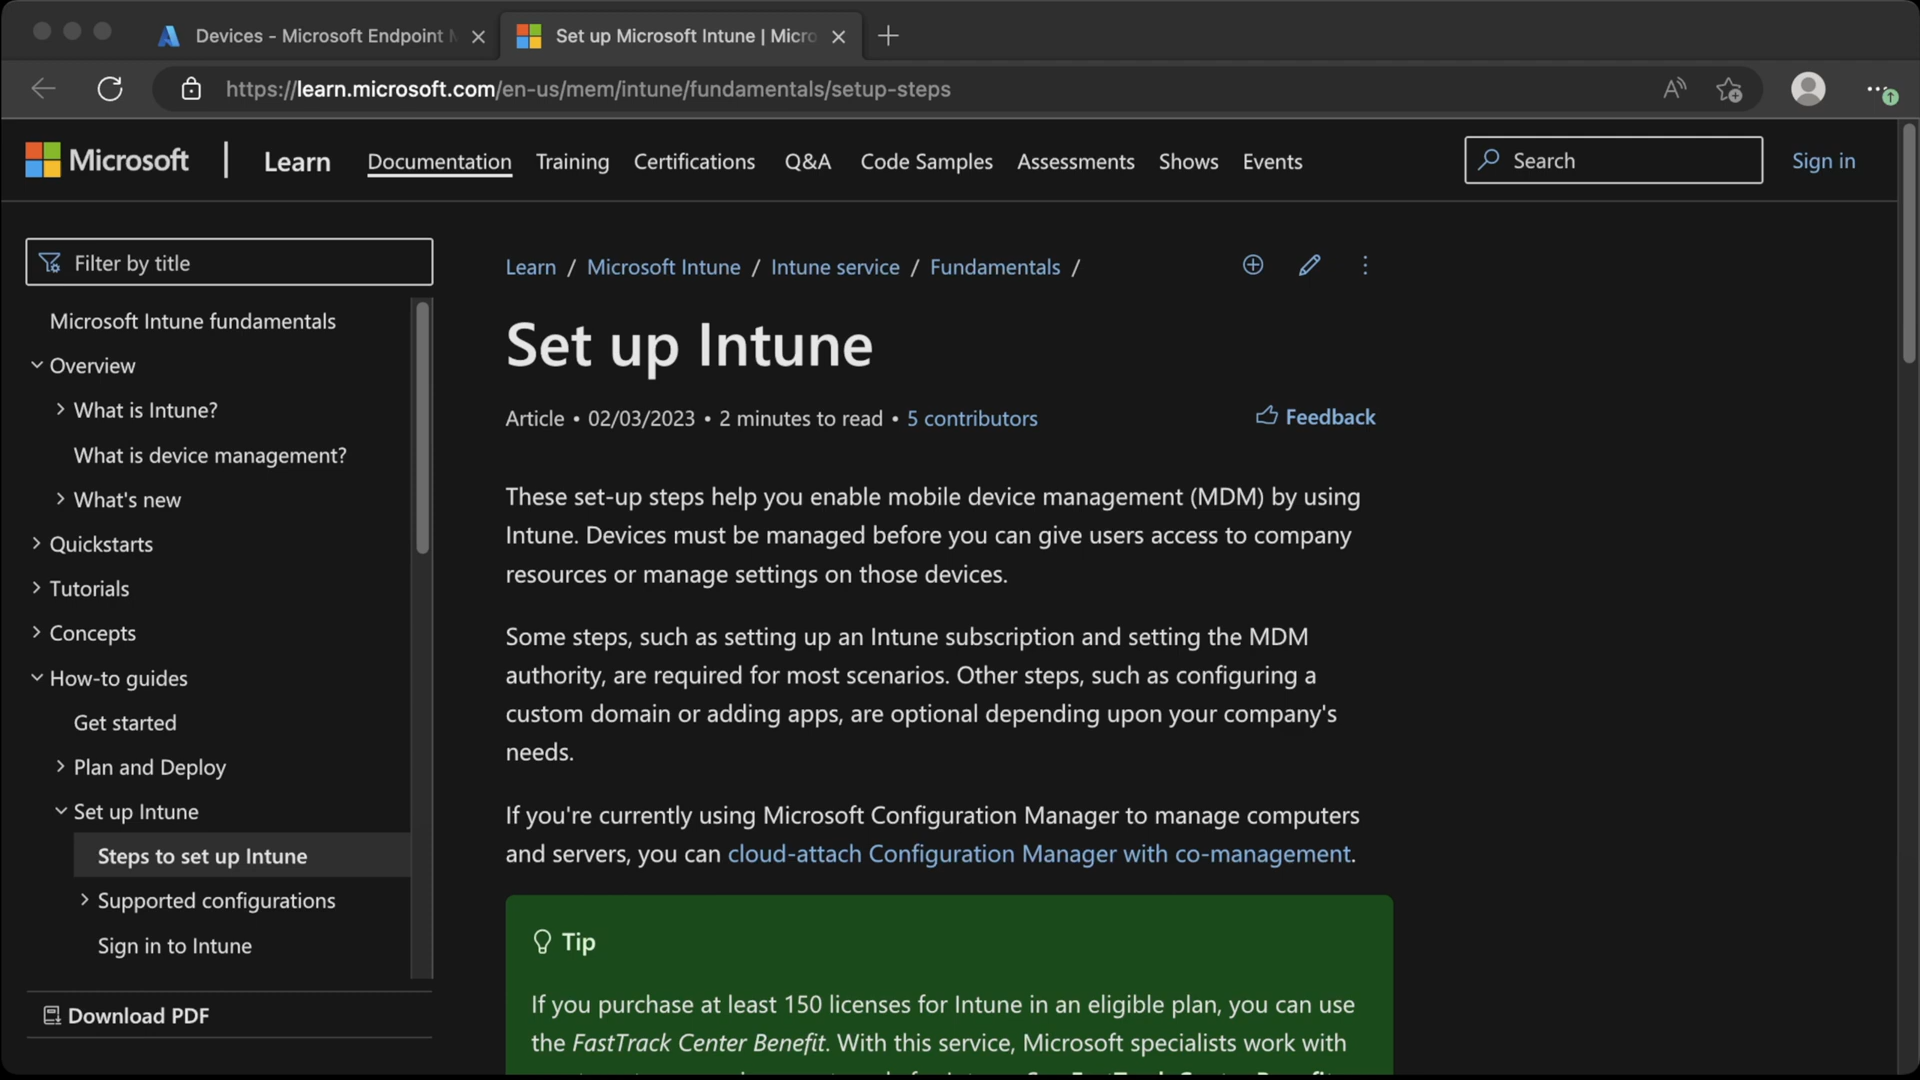 Devices - Microsoft Endpoint
Set up Microsoft Intune | Micro
https://learn.microsoft.com/en-us/mem/intune/fundamentals/setup-steps
Microsoft | Learn Documentation Training Certifications Q&A Code Samples Assessments Shows Events Search Sign in
Filter by title
Microsoft Intune fundamentals
Overview
What is Intune?
What is device management?
What's new
Quickstarts
Tutorials
Concepts
How-to guides
Get started
Plan and Deploy
Set up Intune
Steps to set up Intune
Supported configurations
Sign in to Intune
Download PDF
Learn / Microsoft Intune / Intune service / Fundamentals /
Set up Intune
Article • 02/03/2023 • 2 minutes to read • 5 contributors
Feedback
These set-up steps help you enable mobile device management (MDM) by using
Intune. Devices must be managed before you can give users access to company
resources or manage settings on those devices.
Some steps, such as setting up an Intune subscription and setting the MDM
authority, are required for most scenarios. Other steps, such as configuring a
custom domain or adding apps, are optional depending upon your company's
needs.
If you're currently using Microsoft Configuration Manager to manage computers
and servers, you can cloud-attach Configuration Manager with co-management.
Tip
If you purchase at least 150 licenses for Intune in an eligible plan, you can use
the FastTrack Center Benefit. With this service, Microsoft specialists work with